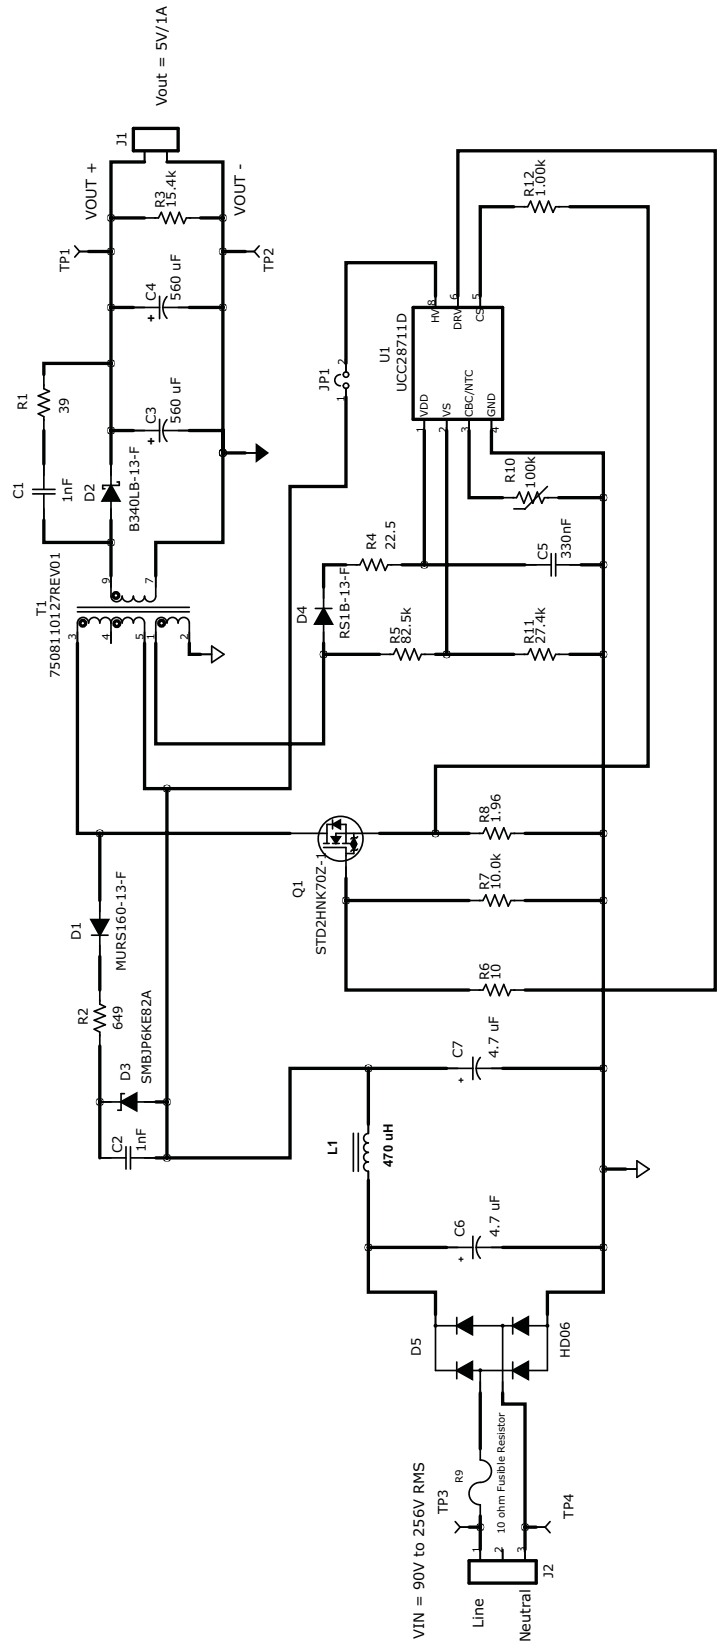 Vout = 5V/1A
J1
VOUT +
VOUT -
R3
15.4k
TP1
TP2
C4
560 uF
+
R1
39
C3
560 uF
+
C1
1nF
D2
B340LB-13-F
9
7
T1
7508110127REV01
3
4
5
1
2
R12
1.00k
HV
8
DRV
6
CS
5
U1
UCC28711D
VDD
1
VS
2
CBC/NTC
3
GND
4
JP1
2
1
R10
100k
R4
22.5
C5
330nF
D4
RS1B-13-F
R5
82.5k
R11
27.4k
R8
1.96
R7
10.0k
R6
10
Q1
STD2HNK70Z-1
D1
MURS160-13-F
R2
649
D3
SMBJP6KE82A
C2
1nF
C7
4.7 uF
+
L1
470 uH
C6
4.7 uF
+
D5
HD06
R9
10 ohm Fusible Resistor
VIN = 90V to 256V RMS
TP3
TP4
1
2
3
J2
Line
Neutral